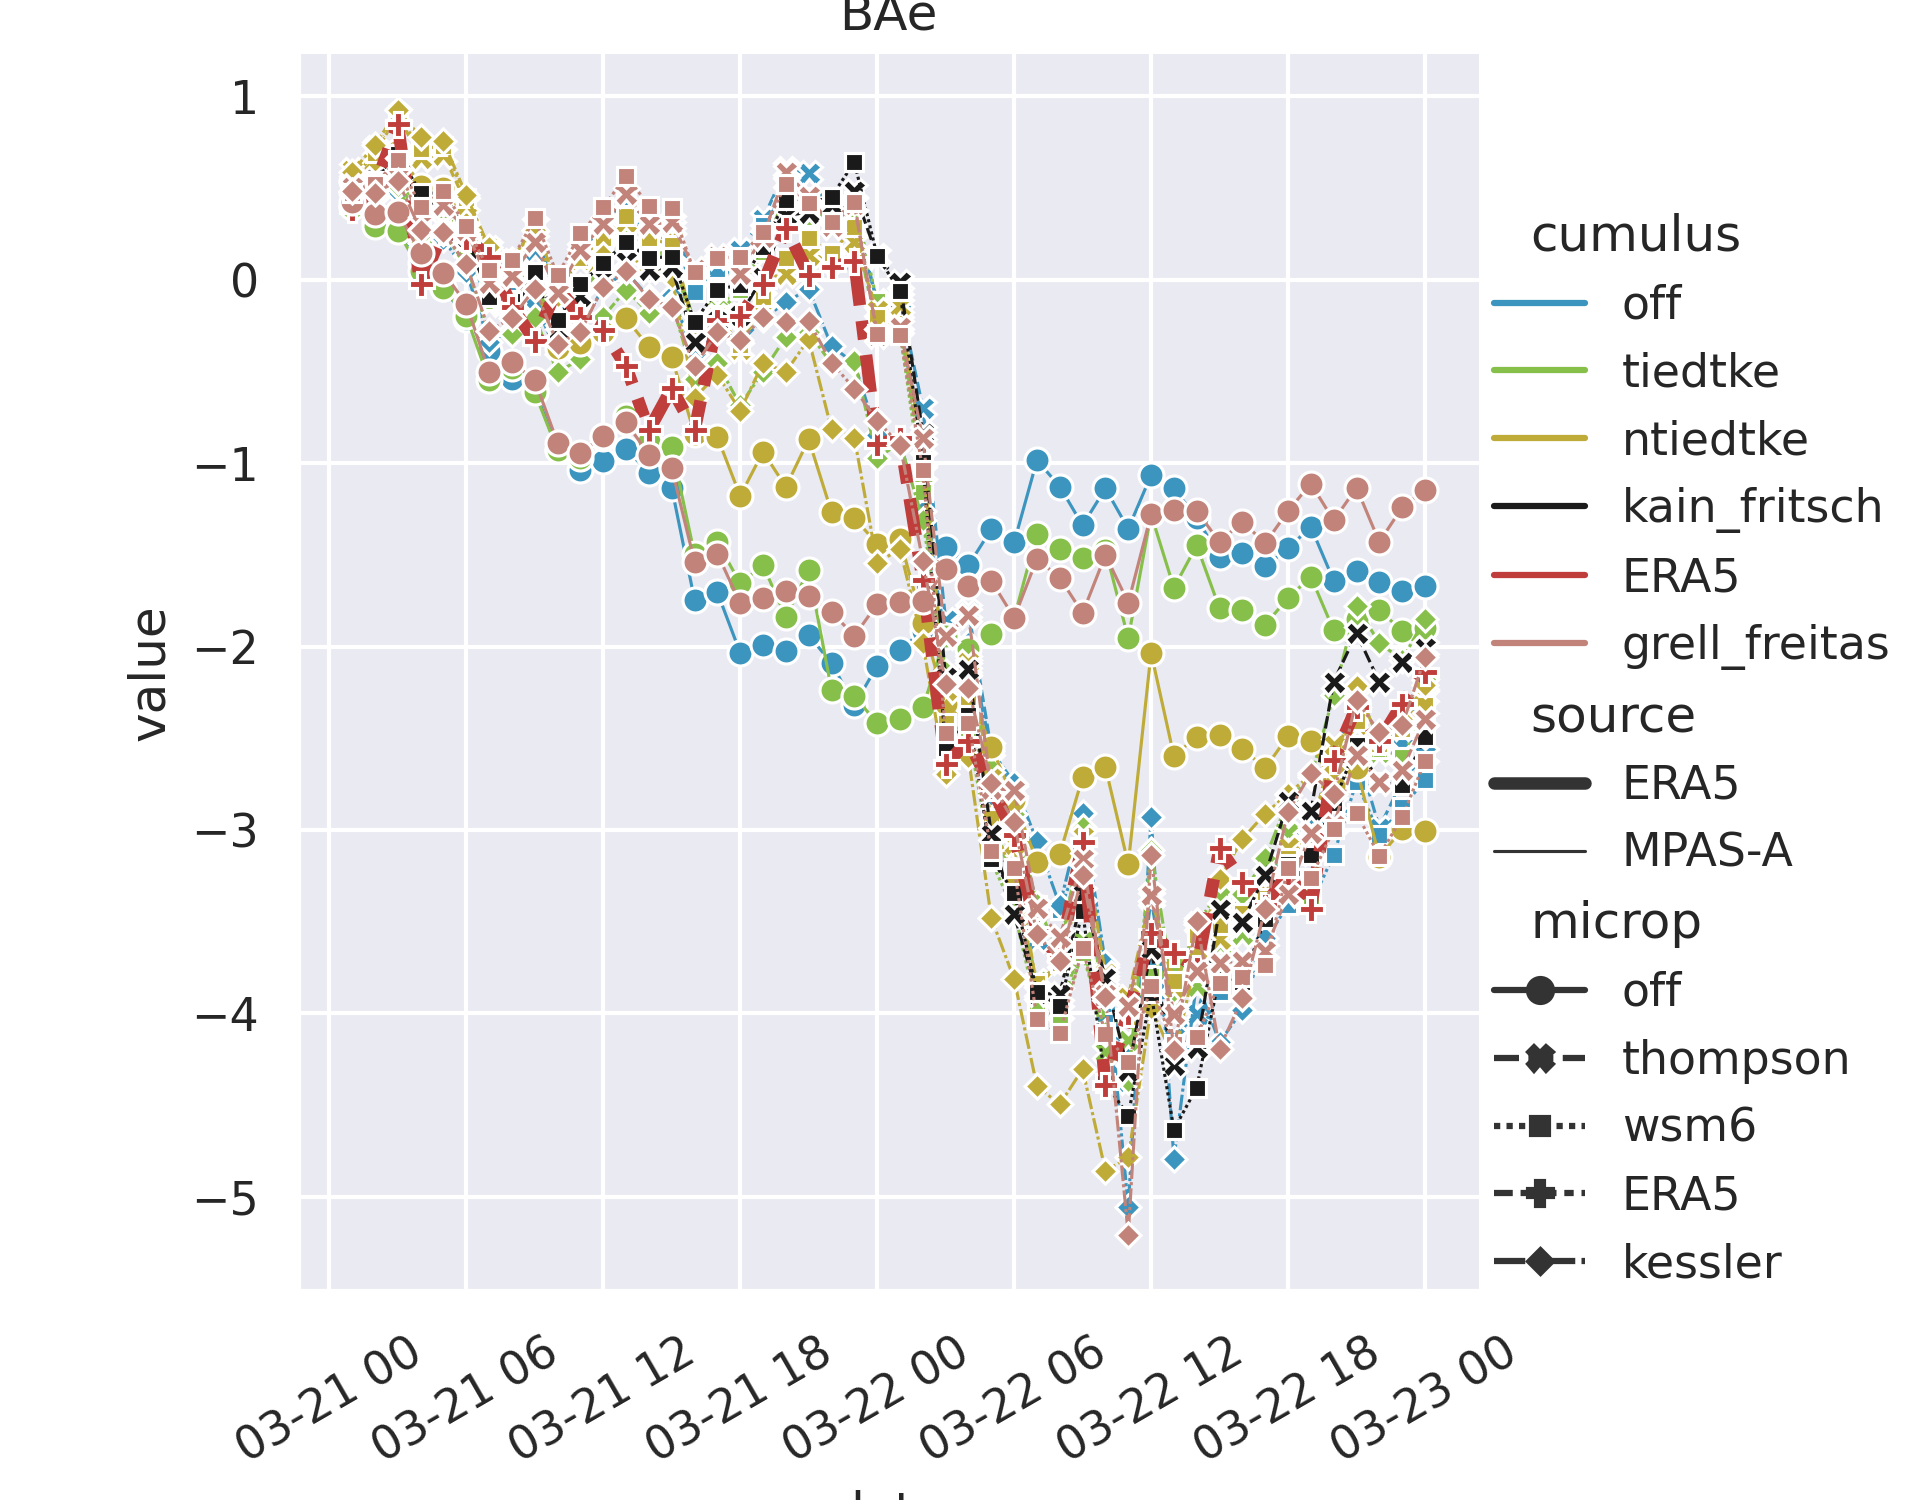 BAe
1
0
−1
−2
−3
−4
−5
value
03-21 00
03-21 06
03-21 12
03-21 18
03-22 00
03-22 06
03-22 12
03-22 18
03-23 00
cumulus
off
tiedtke
ntiedtke
kain_fritsch
ERA5
grell_freitas
source
ERA5
MPAS-A
microp
off
thompson
wsm6
ERA5
kessler